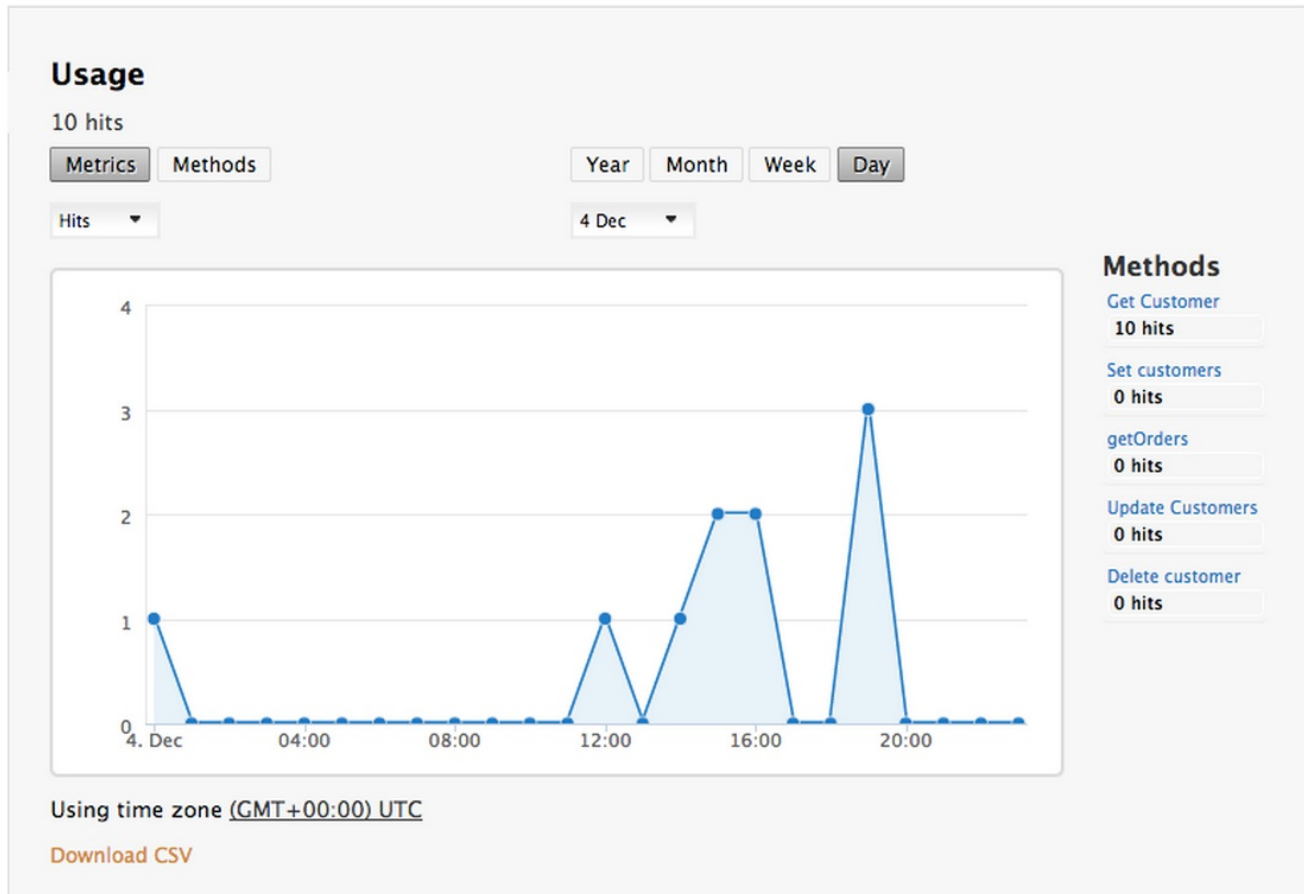 Usage
10 hits
Metrics Methods Year Month Week Day
Hits 4 Dec
4
3
2
1
0
4. Dec 04:00 08:00 12:00 16:00 20:00
Methods
Get Customer
10 hits
Set customers
0 hits
getOrders
0 hits
Update Customers
0 hits
Delete customer
0 hits
Using time zone (GMT+00:00) UTC
Download CSV